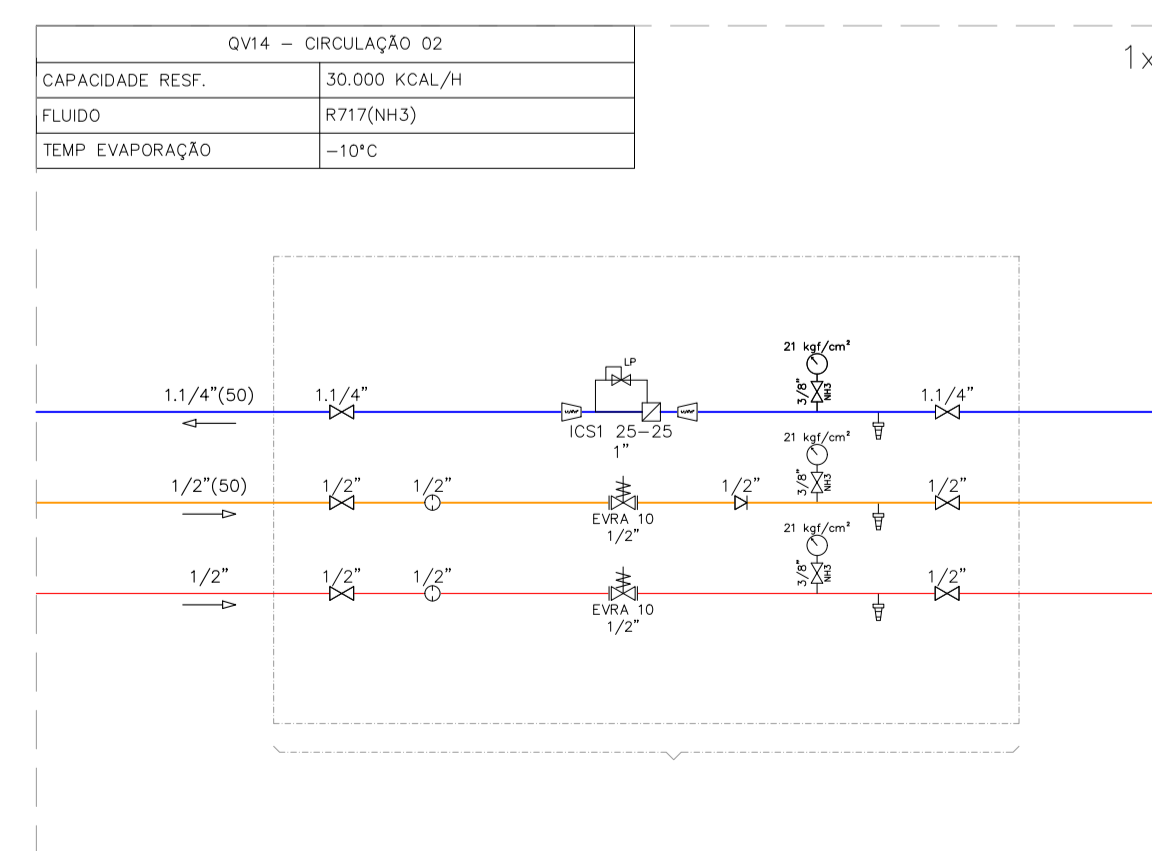 QV14 – CIRCULAÇÃO 02
CAPACIDADE RESF. 30.000 KCAL/H
FLUIDO R717(NH3)
TEMP EVAPORAÇÃO –10°C
1x
21 kgf/cm²
LP
3/8"
NH3
1.1/4"(50)
1.1/4"
1.1/4"
ICS1 25–25
1"
21 kgf/cm²
3/8"
NH3
1/2"(50)
1/2"
1/2"
1/2"
1/2"
EVRA 10
1/2"
21 kgf/cm²
3/8"
NH3
1/2"
1/2"
1/2"
1/2"
EVRA 10
1/2"